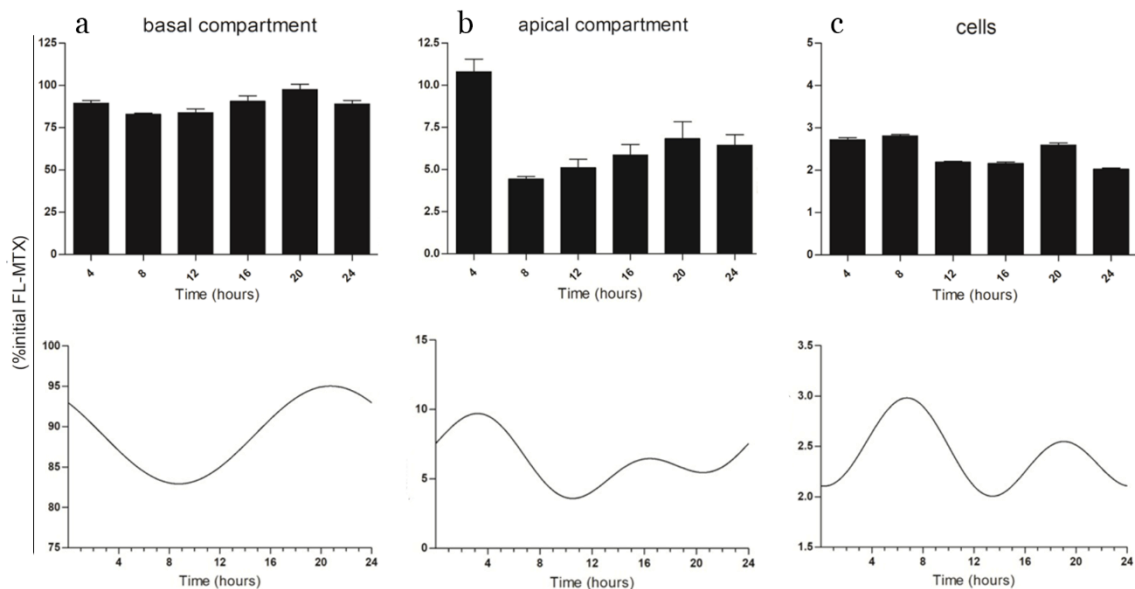 a basal compartment
b apical compartment
c cells
(%initial FL-MTX)
125
100
75
50
25
0
4 8 12 16 20 24
Time (hours)
12.5
10.0
7.5
5.0
2.5
0.0
4 8 12 16 20 24
Time (hours)
5
4
3
2
1
0
4 8 12 16 20 24
Time (hours)
100
95
90
85
80
75
4 8 12 16 20 24
Time (hours)
15
10
5
0
4 8 12 16 20 24
Time (hours)
3.5
3.0
2.5
2.0
1.5
4 8 12 16 20 24
Time (hours)